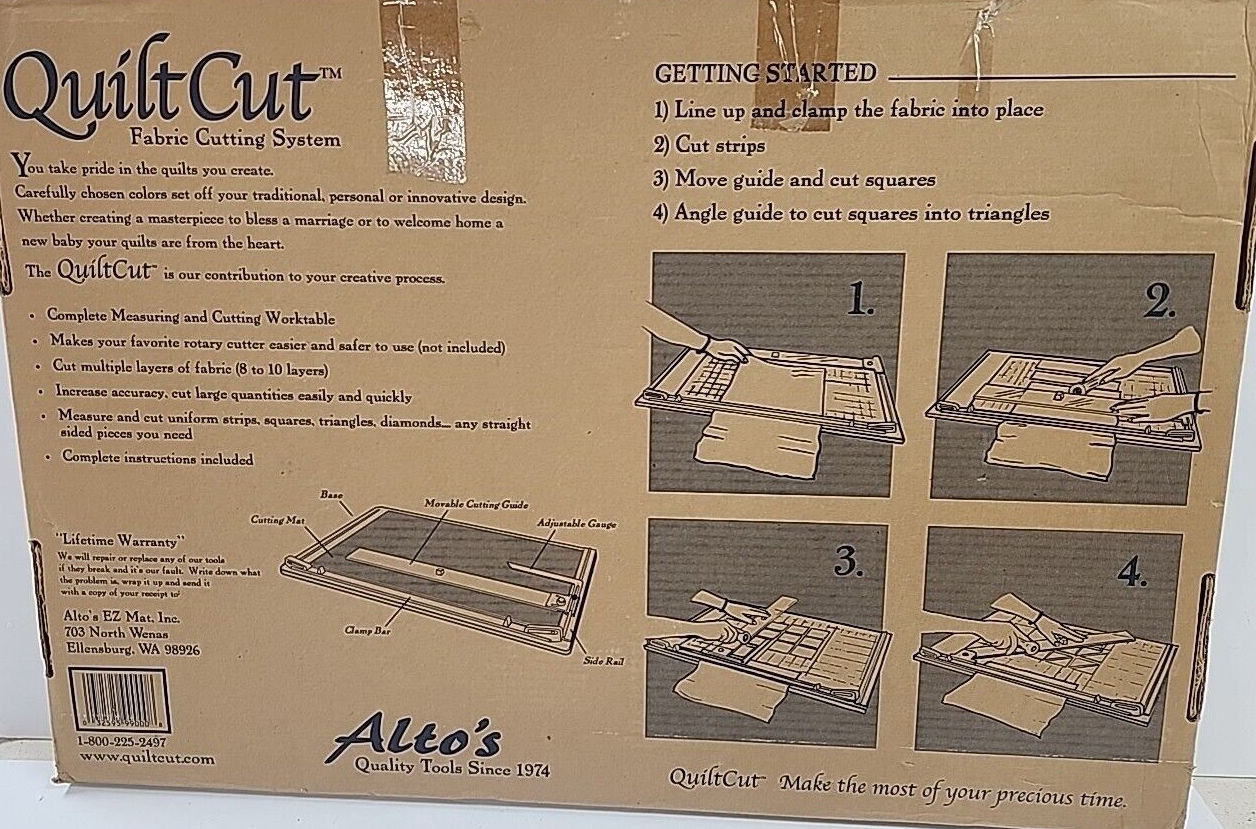 QuiltCut™
Fabric Cutting System
You take pride in the quilts you create.
Carefully chosen colors set off your traditional, personal or innovative design.
Whether creating a masterpiece to bless a marriage or to welcome home a
new baby your quilts are from the heart.
The QuiltCut™ is our contribution to your creative process.
• Complete Measuring and Cutting Worktable
• Makes your favorite rotary cutter easier and safer to use (not included)
• Cut multiple layers of fabric (8 to 10 layers)
• Increase accuracy, cut large quantities easily and quickly
• Measure and cut uniform strips, squares, triangles, diamonds... any straight
sided pieces you need
• Complete instructions included
Base
Cutting Mat
Movable Cutting Guide
Adjustable Gauge
Clamp Bar
Side Rail
"Lifetime Warranty"
We will repair or replace any of our tools
if they break and it's our fault. Write down what
the problem is, wrap it up and send it
with a copy of your receipt to:
Alto's EZ Mat, Inc.
703 North Wenas
Ellensburg, WA 98926
1-800-225-2497
www.quiltcut.com
Alto's
Quality Tools Since 1974
GETTING STARTED
1) Line up and clamp the fabric into place
2) Cut strips
3) Move guide and cut squares
4) Angle guide to cut squares into triangles
1.
2.
3.
4.
QuiltCut™ Make the most of your precious time.